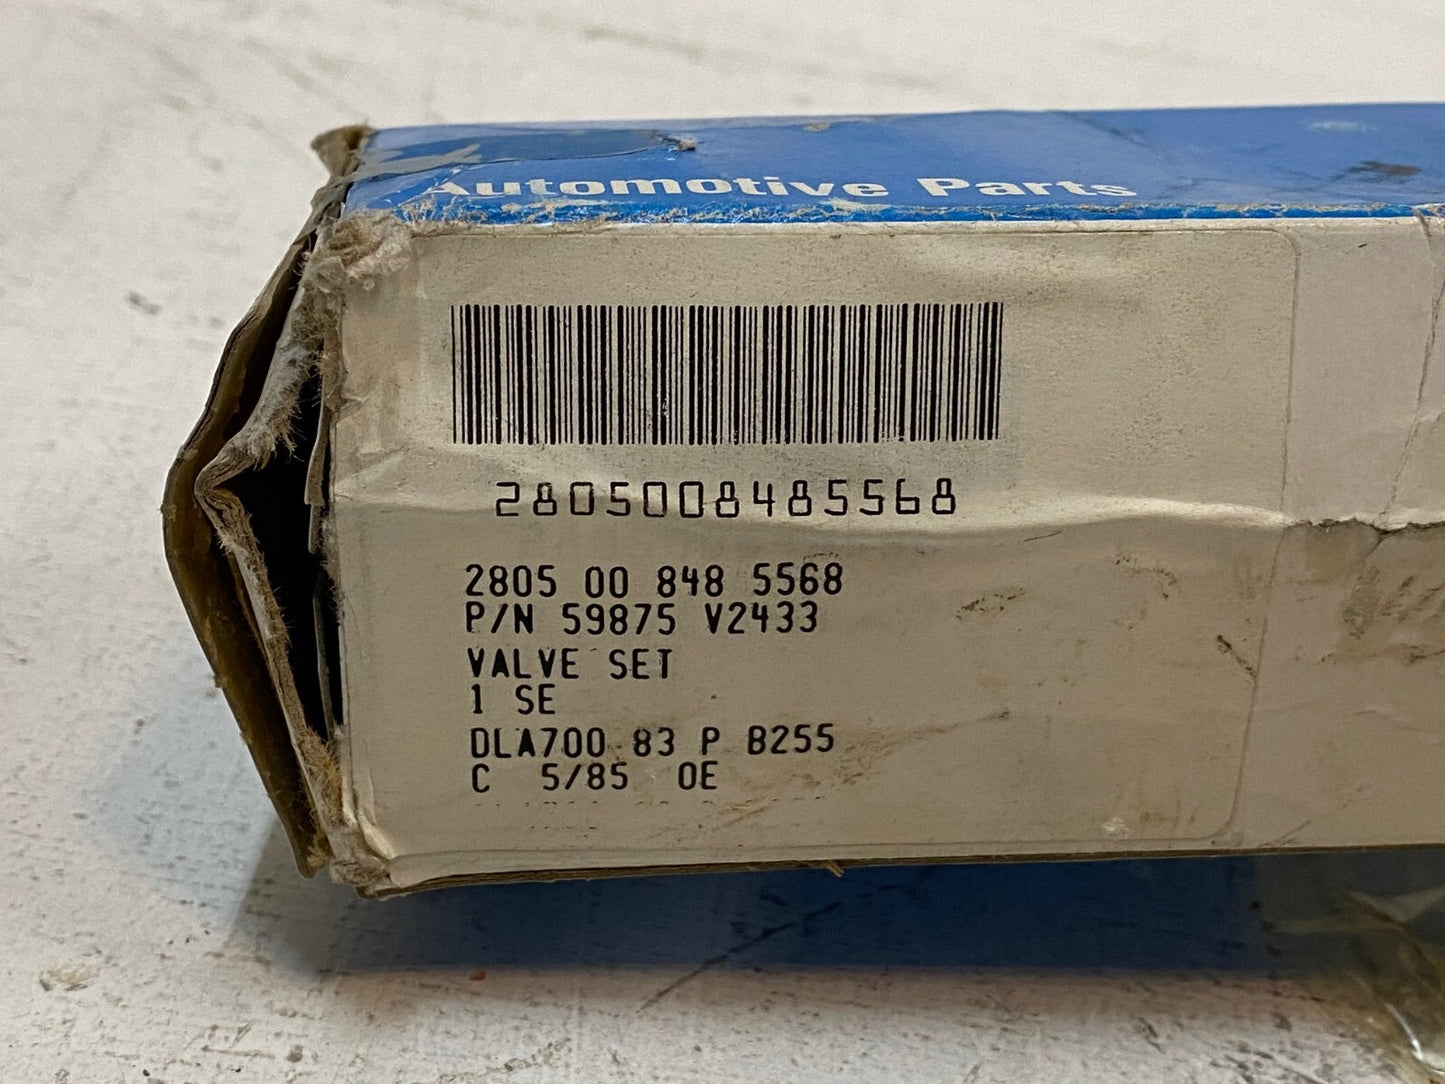 Automotive Parts
2805008485568
2805 00 848 5568
P/N 59875 V2433
VALVE SET
1 SE
DLA700 83 P B255
C 5/85 OE